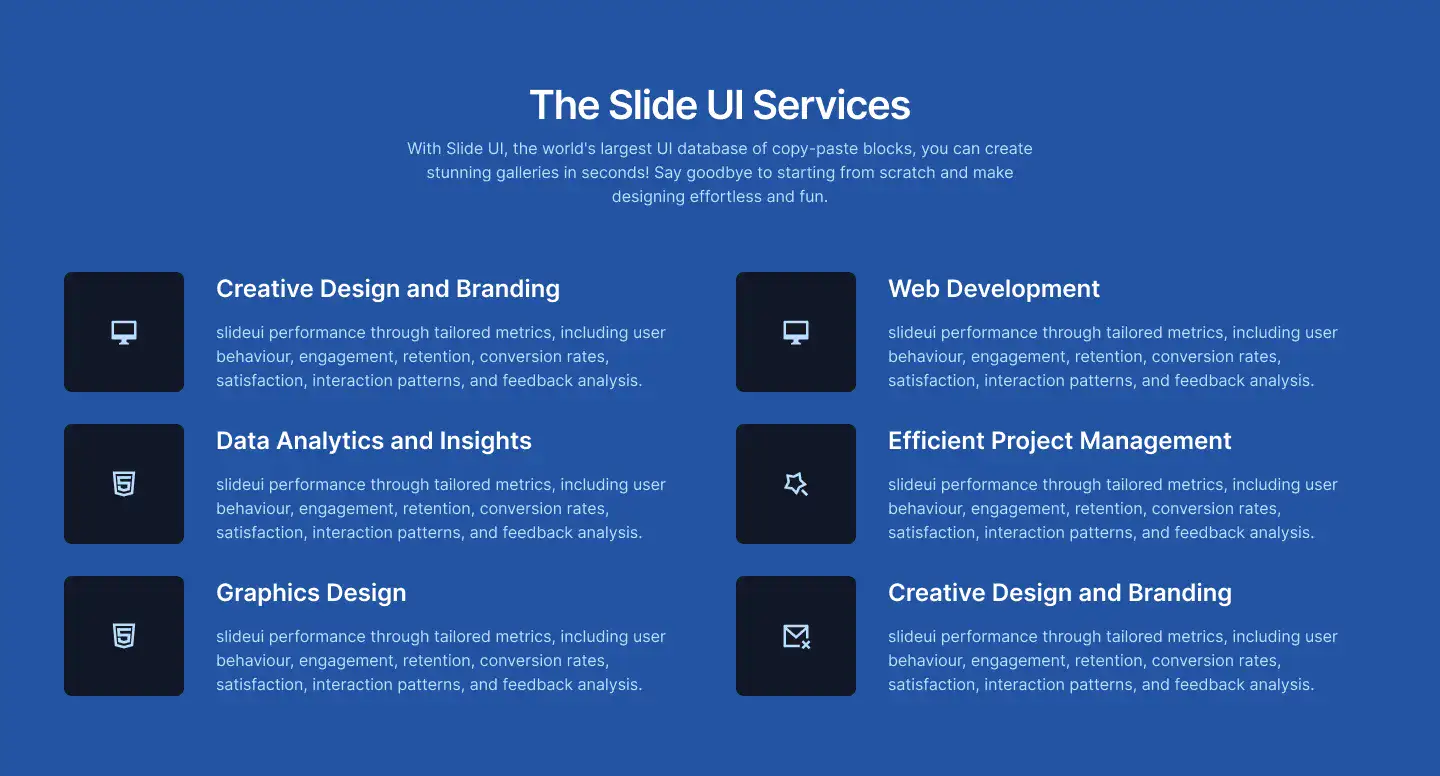 The Slide UI Services
With Slide UI, the world's largest UI database of copy-paste blocks, you can create
stunning galleries in seconds! Say goodbye to starting from scratch and make
designing effortless and fun.
Creative Design and Branding
slideui performance through tailored metrics, including user
behaviour, engagement, retention, conversion rates,
satisfaction, interaction patterns, and feedback analysis.
Web Development
slideui performance through tailored metrics, including user
behaviour, engagement, retention, conversion rates,
satisfaction, interaction patterns, and feedback analysis.
Data Analytics and Insights
slideui performance through tailored metrics, including user
behaviour, engagement, retention, conversion rates,
satisfaction, interaction patterns, and feedback analysis.
Efficient Project Management
slideui performance through tailored metrics, including user
behaviour, engagement, retention, conversion rates,
satisfaction, interaction patterns, and feedback analysis.
Graphics Design
slideui performance through tailored metrics, including user
behaviour, engagement, retention, conversion rates,
satisfaction, interaction patterns, and feedback analysis.
Creative Design and Branding
slideui performance through tailored metrics, including user
behaviour, engagement, retention, conversion rates,
satisfaction, interaction patterns, and feedback analysis.